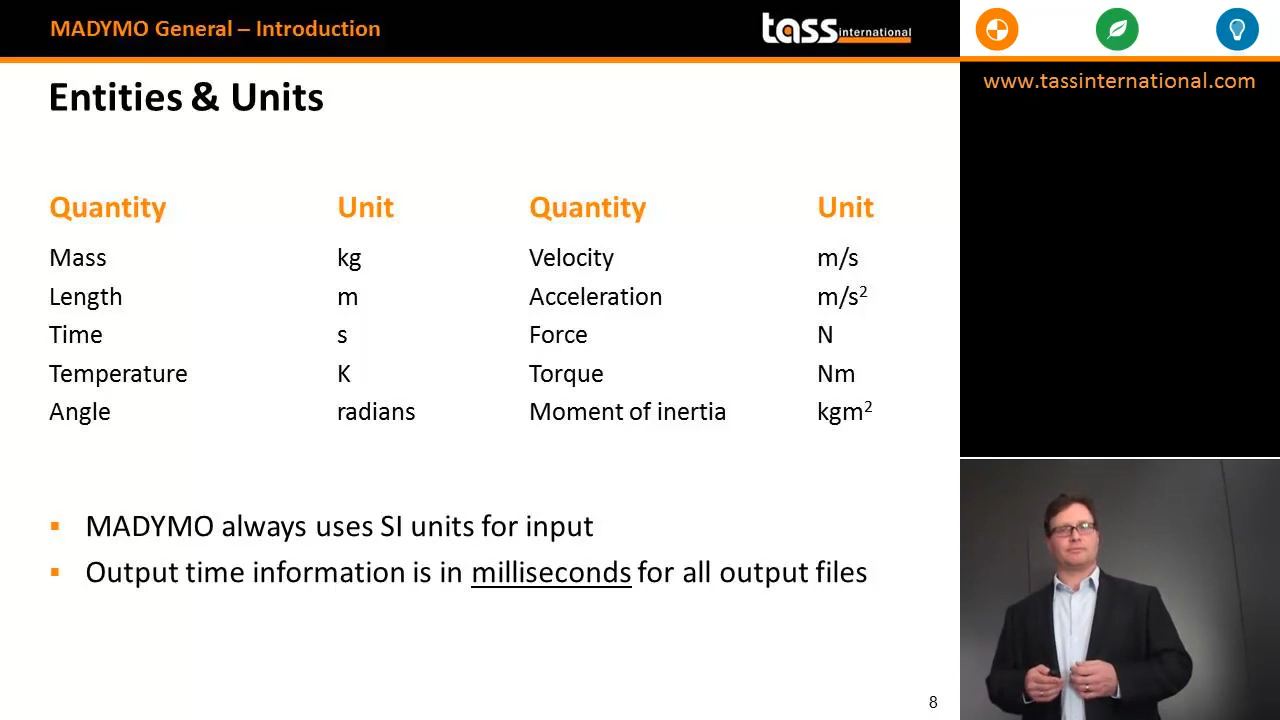 MADYMO General – Introduction
tass international
www.tassinternational.com
Entities & Units
Quantity Unit Quantity Unit
Mass kg Velocity m/s
Length m Acceleration m/s²
Time s Force N
Temperature K Torque Nm
Angle radians Moment of inertia kgm²
▪ MADYMO always uses SI units for input
▪ Output time information is in milliseconds for all output files
8